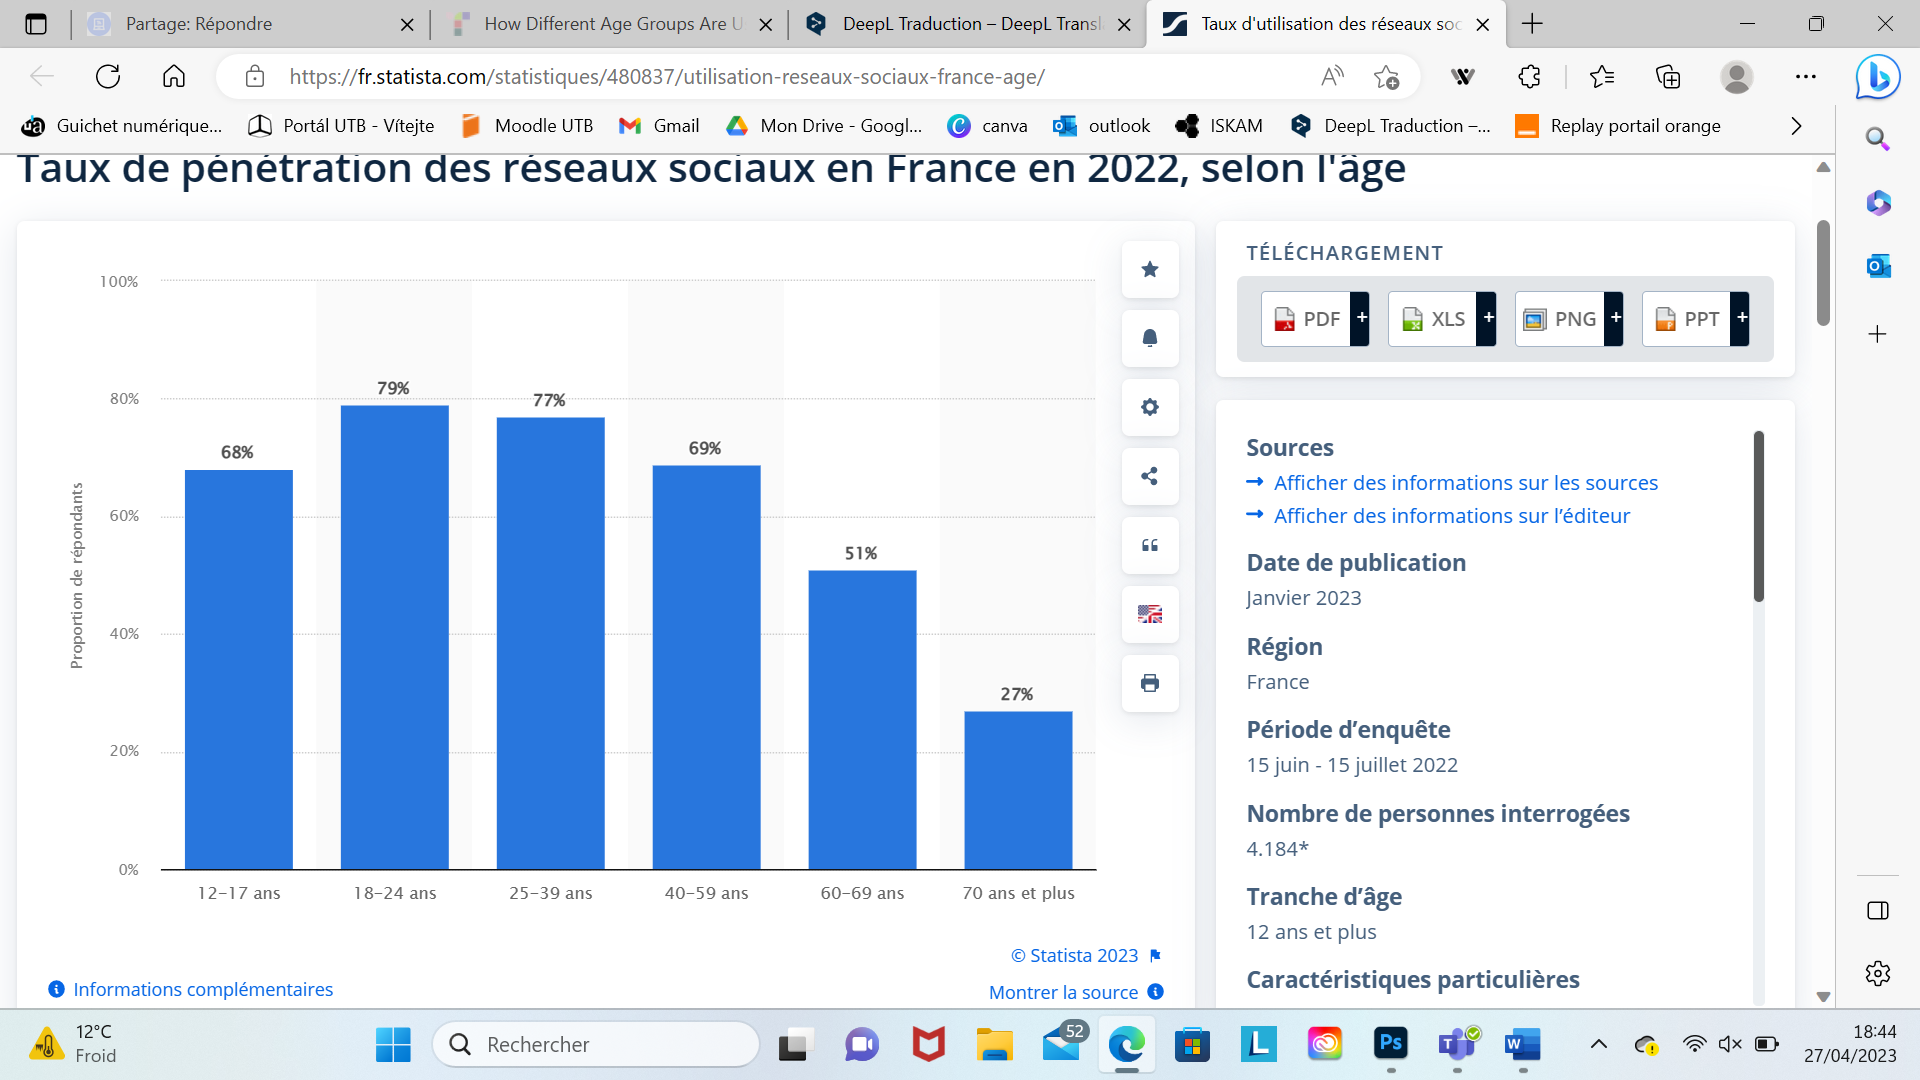 Partage: Répondre
How Different Age Groups Are U
DeepL Traduction – DeepL Transl
Taux d'utilisation des réseaux soc
https://fr.statista.com/statistiques/480837/utilisation-reseaux-sociaux-france-age/
Guichet numérique...
Portál UTB - Vítejte
Moodle UTB
Gmail
Mon Drive - Googl...
canva
outlook
ISKAM
DeepL Traduction –...
Replay portail orange
Taux de pénétration des réseaux sociaux en France en 2022, selon l'âge
Proportion de répondants
100%
80%
60%
40%
20%
0%
68%
79%
77%
69%
51%
27%
12-17 ans
18-24 ans
25-39 ans
40-59 ans
60-69 ans
70 ans et plus
© Statista 2023
Informations complémentaires
Montrer la source
TÉLÉCHARGEMENT
PDF +
XLS +
PNG +
PPT +
Sources
Afficher des informations sur les sources
Afficher des informations sur l’éditeur
Date de publication
Janvier 2023
Région
France
Période d’enquête
15 juin - 15 juillet 2022
Nombre de personnes interrogées
4.184*
Tranche d’âge
12 ans et plus
Caractéristiques particulières
12°C
Froid
Rechercher
52
L
Ps
18:44
27/04/2023